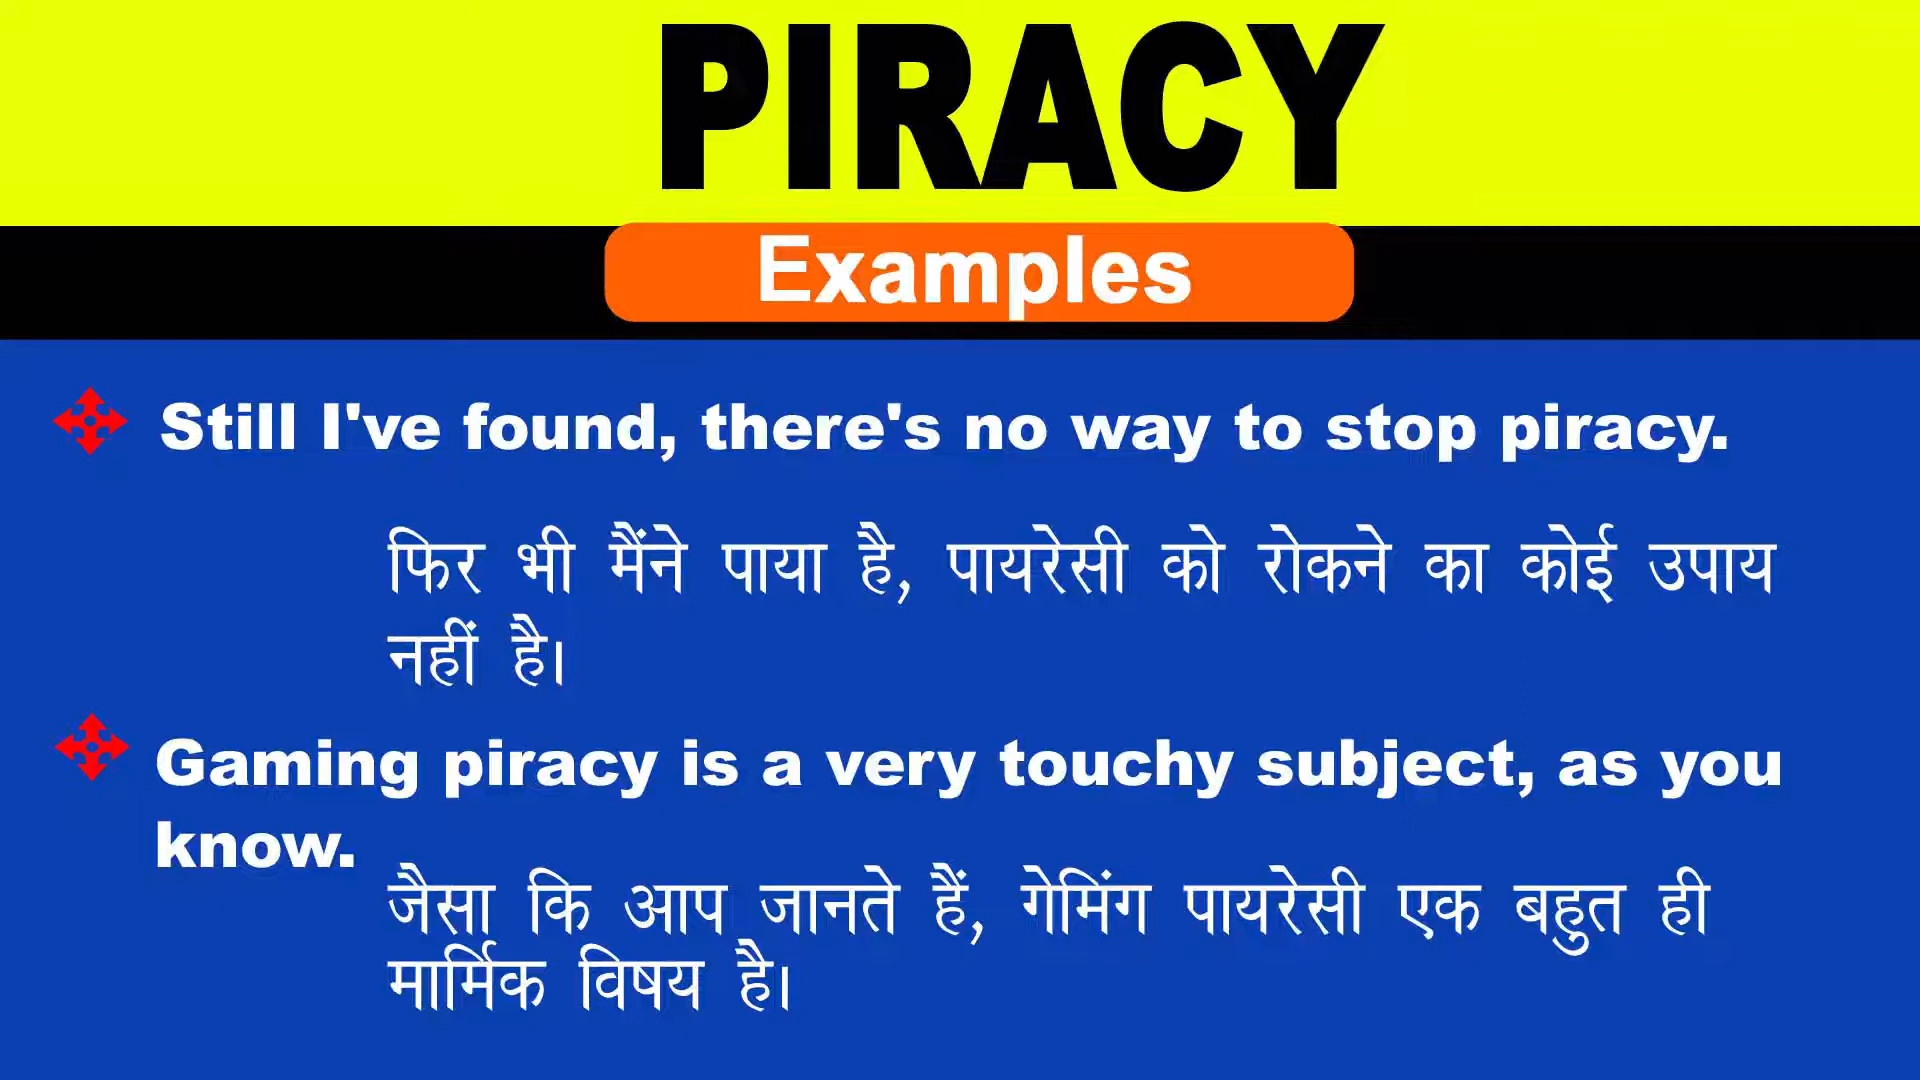 PIRACY
Examples
Still I've found, there's no way to stop piracy.
फिर भी मैंने पाया है, पायरेसी को रोकने का कोई उपाय
नहीं है।
Gaming piracy is a very touchy subject, as you
know.
जैसा कि आप जानते हैं, गेमिंग पायरेसी एक बहुत ही
मार्मिक विषय है।